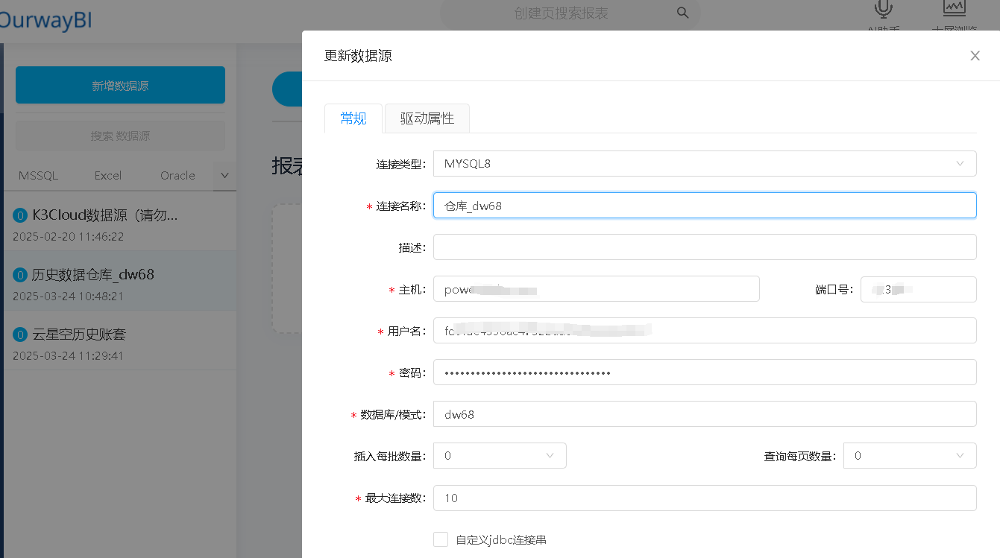 OurwayBI
创建页搜索报表
AI助手
大屏浏览
新增数据源
搜索 数据源
MSSQL Excel Oracle
0 K3Cloud数据源（请勿...
2025-02-20 11:46:22
0 历史数据仓库_dw68
2025-03-24 10:48:21
0 云星空历史账套
2025-03-24 11:29:41
报表
更新数据源
常规 驱动属性
连接类型: MYSQL8
* 连接名称: 仓库_dw68
描述:
* 主机: powe 端口号: 3
* 用户名:
* 密码: ••••••••••••••••••••••••••••••••
* 数据库/模式: dw68
插入每批数量: 0 查询每页数量: 0
* 最大连接数: 10
自定义jdbc连接串